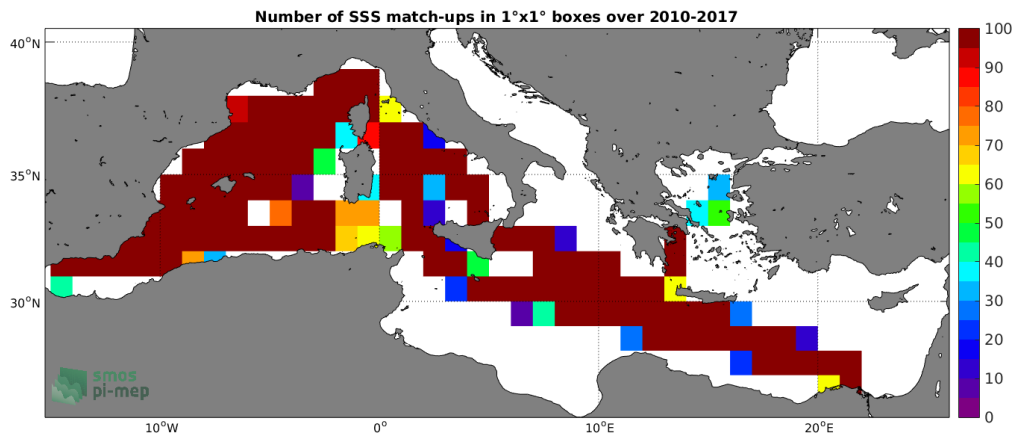 Number of SSS match-ups in 1°x1° boxes over 2010-2017
40°N
35°N
30°N
10°W
0°
10°E
20°E
100
90
80
70
60
50
40
30
20
10
0
smos
pi-mep